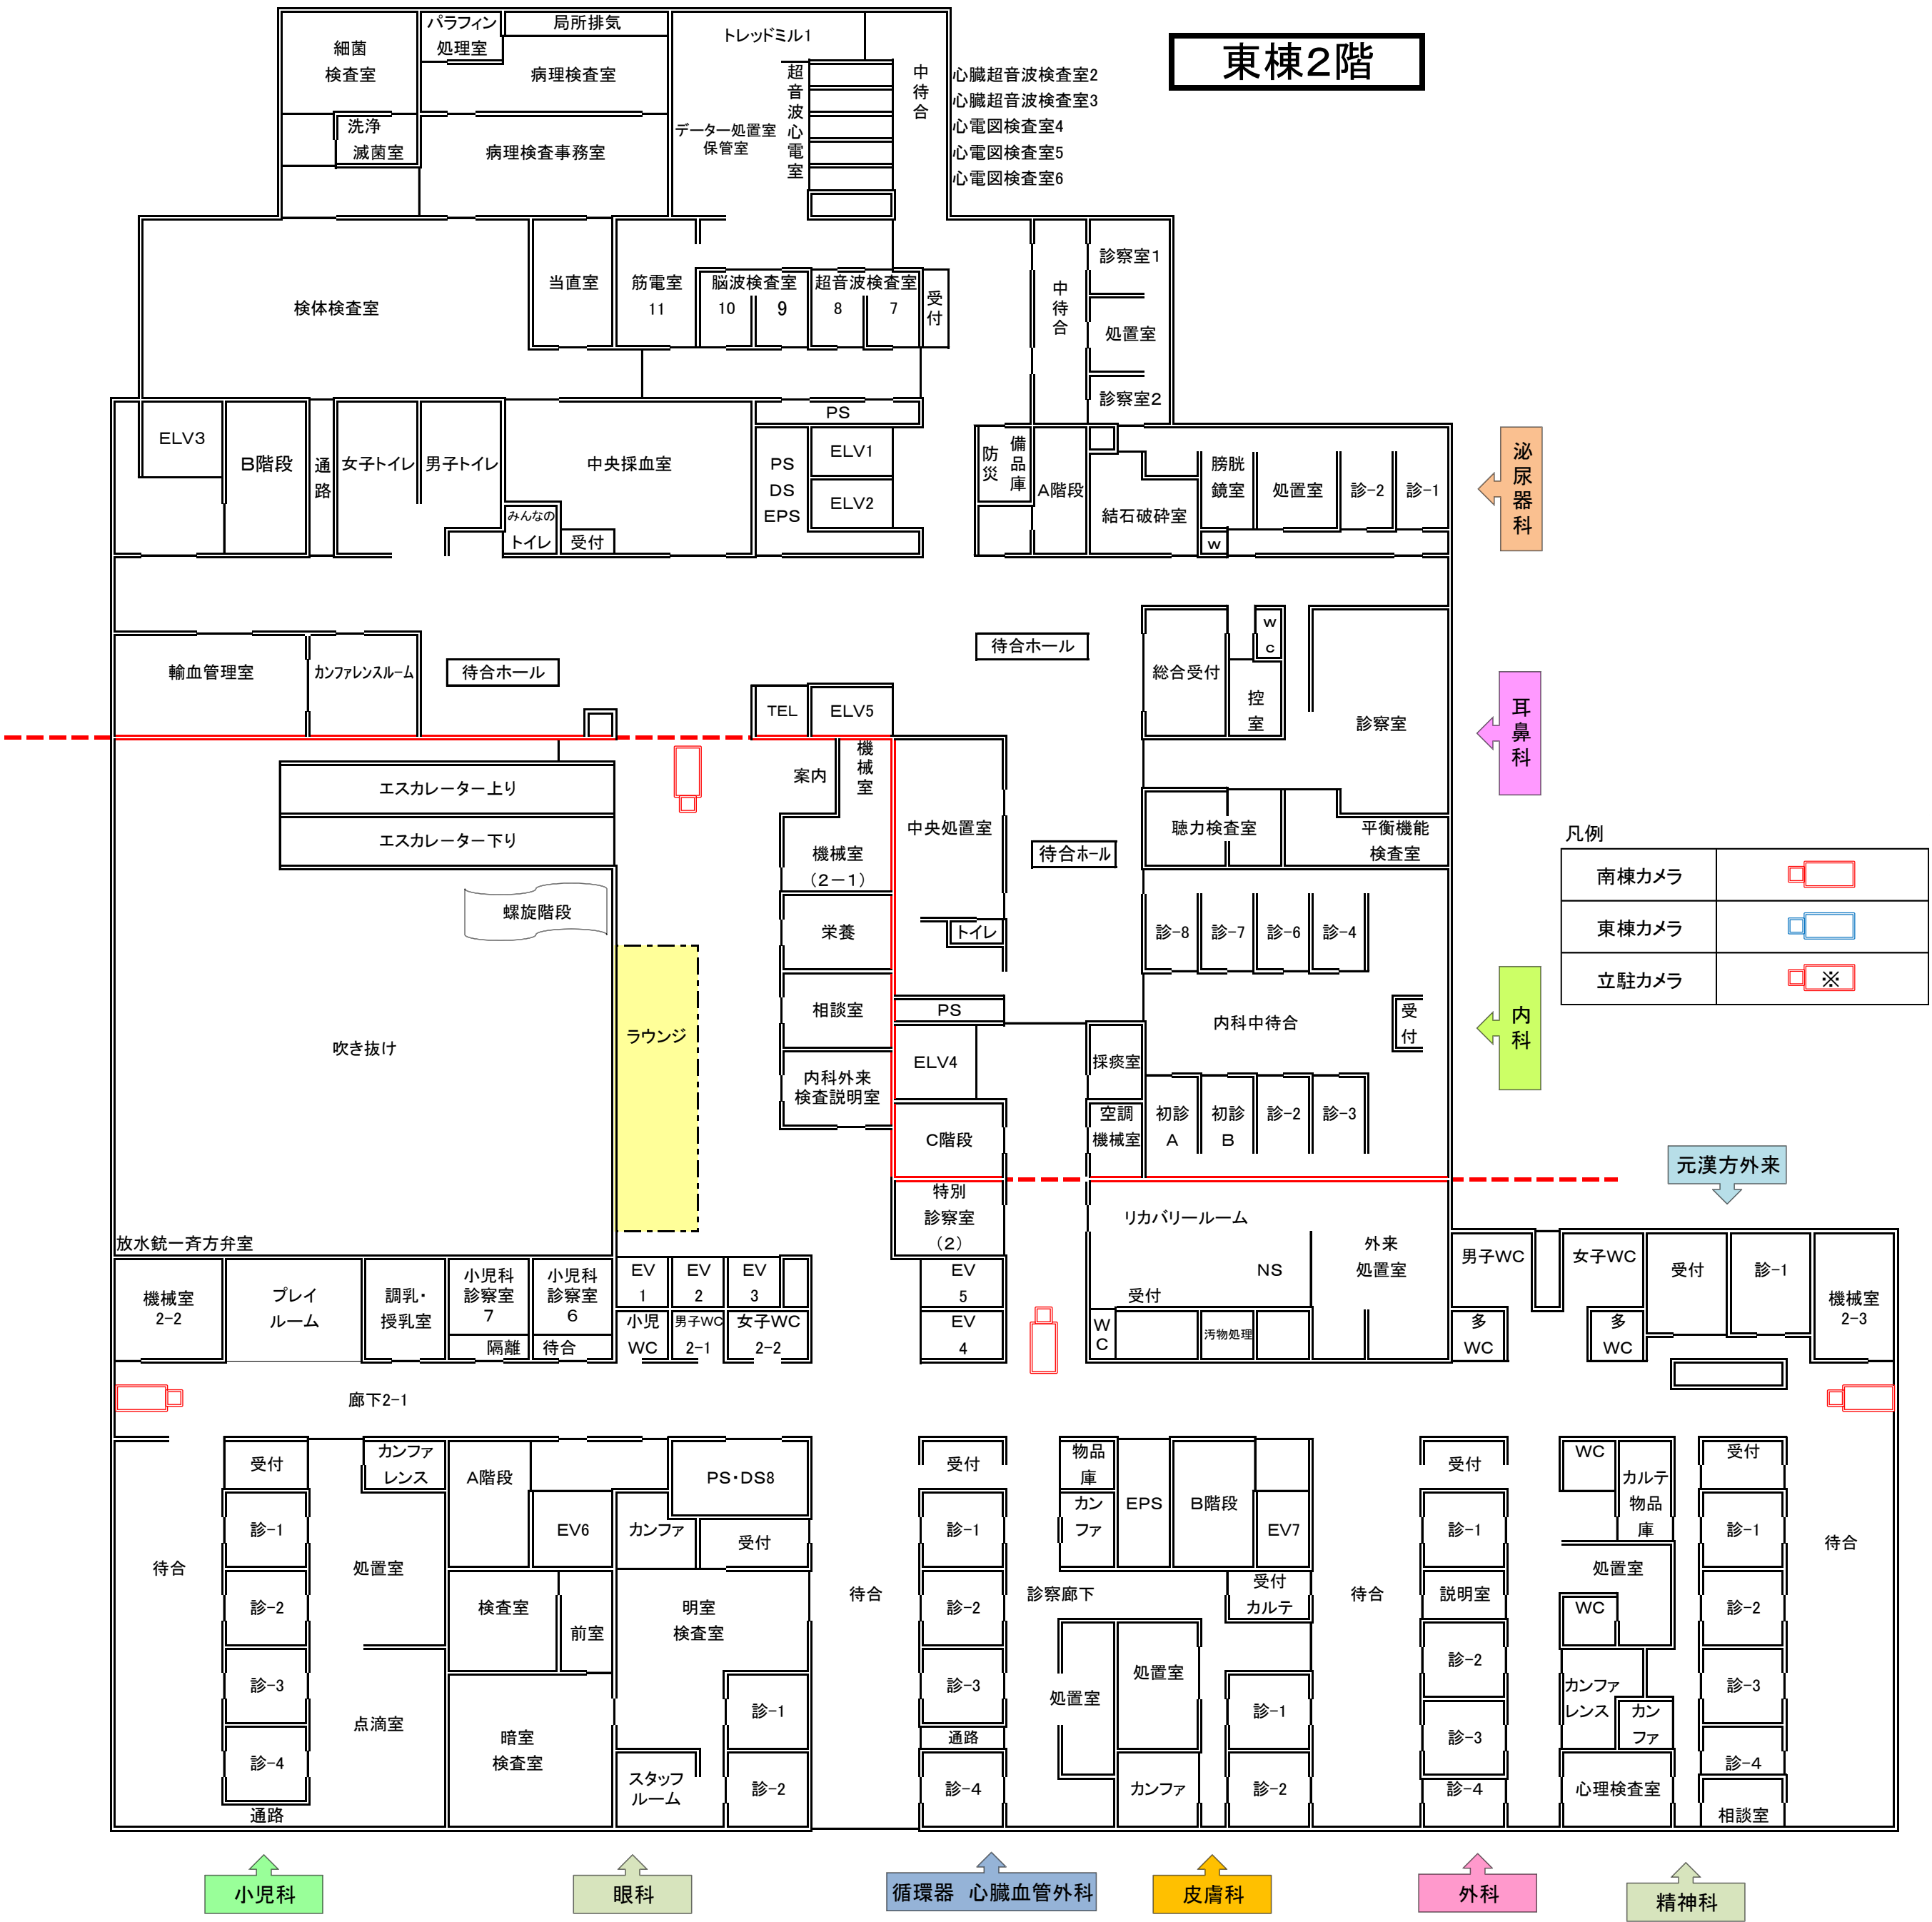 東棟2階
パラフィン
処理室
局所排気
トレッドミル1
細菌
検査室
病理検査室
超音波心電室
中待合
心臓超音波検査室2
心臓超音波検査室3
心電図検査室4
心電図検査室5
心電図検査室6
洗浄
滅菌室
病理検査事務室
データー処置室
保管室
検体検査室
当直室
筋電室
11
脳波検査室
10
9
超音波検査室
8
7
受付
中待合
診察室1
処置室
診察室2
PS
ELV3
B階段
通路
女子トイレ
男子トイレ
中央採血室
みんなの
トイレ
受付
PS
DS
EPS
ELV1
ELV2
防災
備品庫
A階段
結石破砕室
膀胱
鏡室
処置室
診-2
診-1
w
泌尿器科
輸血管理室
カンファレンスルーム
待合ホール
待合ホール
総合受付
w
c
控室
診察室
耳鼻科
TEL
ELV5
機械室
案内
エスカレーター上り
エスカレーター下り
機械室
(2-1)
中央処置室
待合ホール
聴力検査室
平衡機能
検査室
凡例
南棟カメラ
東棟カメラ
立駐カメラ
※
螺旋階段
栄養
トイレ
診-8
診-7
診-6
診-4
相談室
PS
内科中待合
受付
内科
吹き抜け
ラウンジ
内科外来
検査説明室
ELV4
採痰室
C階段
空調
機械室
初診
A
初診
B
診-2
診-3
元漢方外来
特別
診察室
(2)
リカバリールーム
放水銃一斉方弁室
機械室
2-2
プレイ
ルーム
調乳・
授乳室
小児科
診察室
7
隔離
小児科
診察室
6
待合
EV
1
EV
2
EV
3
小児
WC
男子WC
2-1
女子WC
2-2
EV
5
EV
4
受付
NS
外来
処置室
WC
汚物処理
男子WC
多
WC
女子WC
多
WC
受付
診-1
機械室
2-3
廊下2-1
受付
カンファ
レンス
A階段
PS・DS8
受付
物品
庫
カン
ファ
EPS
B階段
EV7
受付
WC
カルテ
物品
庫
受付
診-1
EV6
カンファ
受付
診-1
診-1
診-1
待合
処置室
待合
診-2
検査室
前室
明室
検査室
待合
診-2
診察廊下
受付
カルテ
待合
説明室
処置室
WC
診-2
診-3
点滴室
診-1
診-3
処置室
処置室
診-1
診-2
カンファ
レンス
カン
ファ
診-3
診-4
暗室
検査室
通路
診-3
診-4
通路
スタッフ
ルーム
診-2
診-4
カンファ
診-2
診-4
心理検査室
相談室
小児科
眼科
循環器 心臓血管外科
皮膚科
外科
精神科